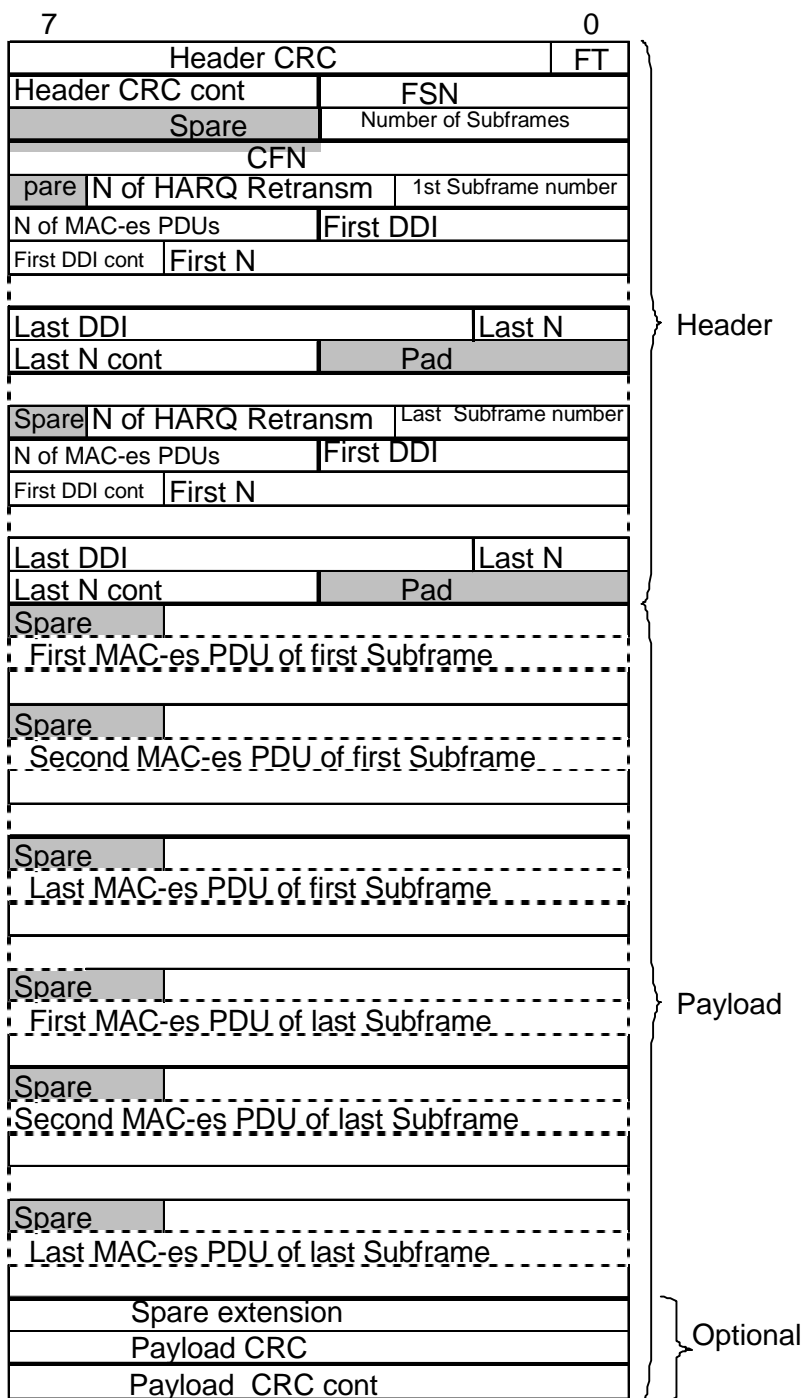 7 0
Header CRC FT
Header CRC cont FSN
Spare Number of Subframes
CFN
pare N of HARQ Retransm 1st Subframe number
N of MAC-es PDUs First DDI
First DDI cont First N
Last DDI Last N
Header
Last N cont Pad
Spare N of HARQ Retransm Last Subframe number
N of MAC-es PDUs First DDI
First DDI cont First N
Last DDI Last N
Last N cont Pad
Spare
First MAC-es PDU of first Subframe
Spare
Second MAC-es PDU of first Subframe
Spare
Last MAC-es PDU of first Subframe
Spare
Payload
First MAC-es PDU of last Subframe
Spare
Second MAC-es PDU of last Subframe
Spare
Last MAC-es PDU of last Subframe
Spare extension
Optional
Payload CRC
Payload CRC cont